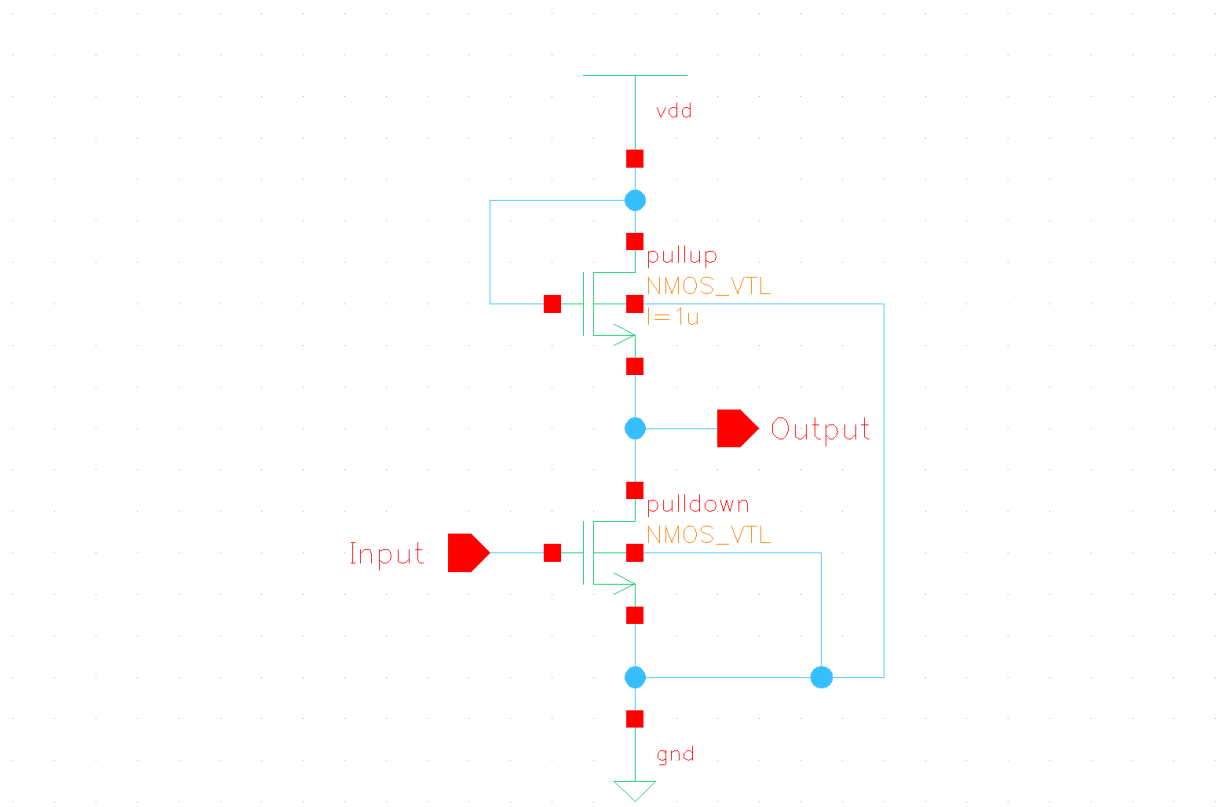 vdd
pullup
NMOS_VTL
l=1u
Output
pulldown
NMOS_VTL
Input
gnd